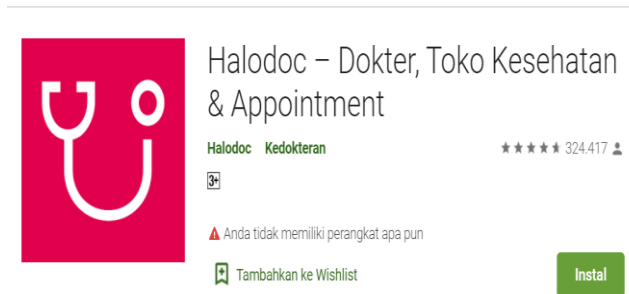 Halodoc – Dokter, Toko Kesehatan
& Appointment
Halodoc Kedokteran 324.417
3+
Anda tidak memiliki perangkat apa pun
Tambahkan ke Wishlist Instal